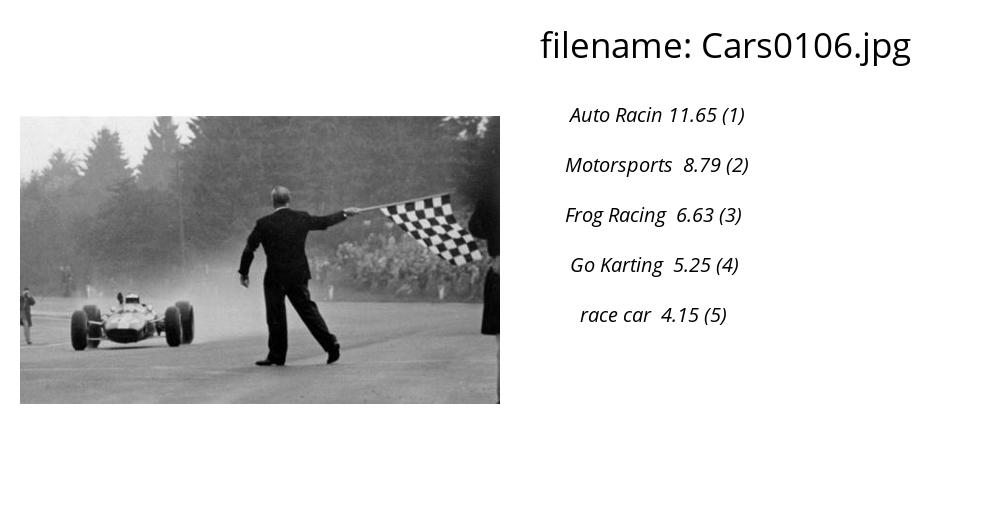 filename: Cars0106.jpg
Auto Racin 11.65 (1)
Motorsports 8.79 (2)
Frog Racing 6.63 (3)
Go Karting 5.25 (4)
race car 4.15 (5)